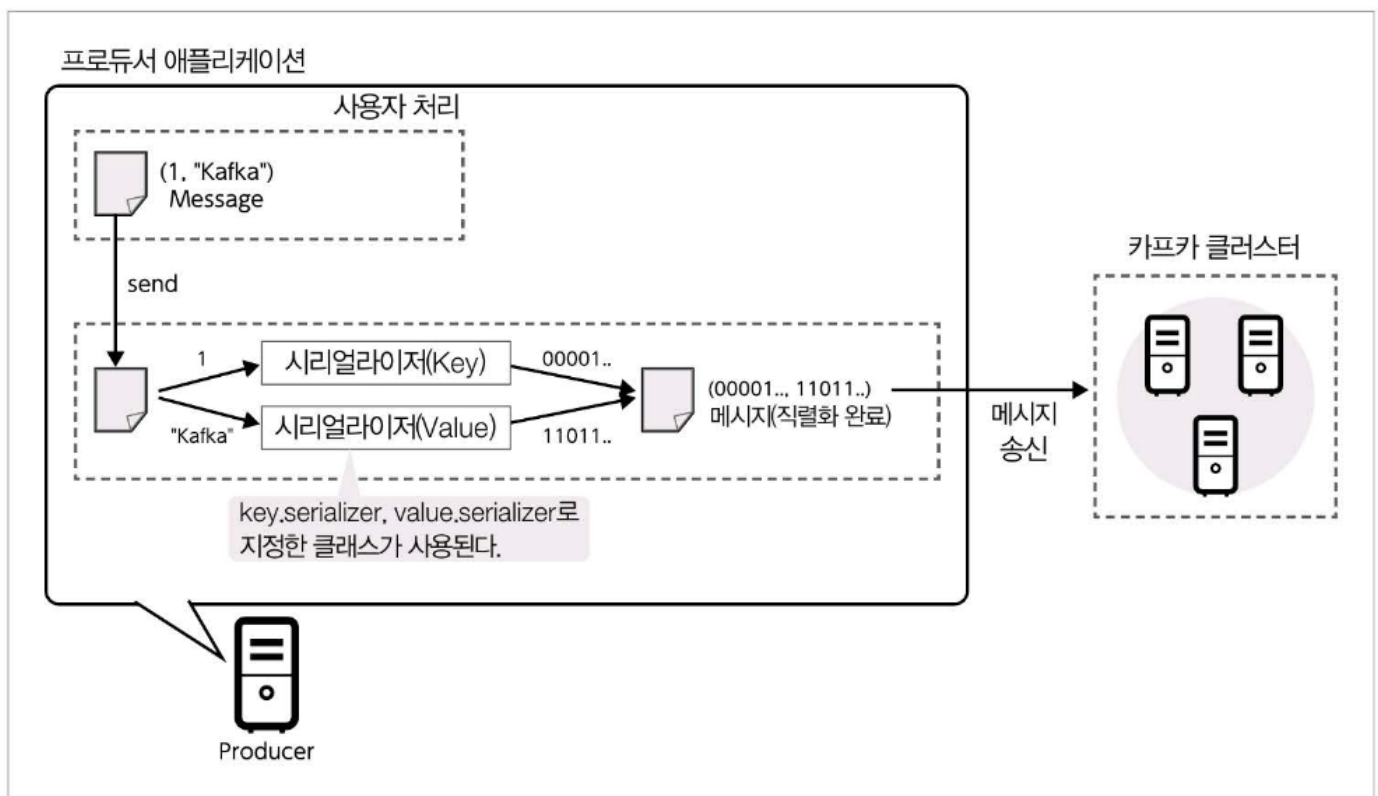 프로듀서 애플리케이션
사용자 처리
(1, "Kafka")
Message
send
1
시리얼라이저(Key)
00001..
"Kafka"
시리얼라이저(Value)
11011..
(00001.., 11011..)
메시지(직렬화 완료)
key.serializer, value.serializer로
지정한 클래스가 사용된다.
메시지
송신
카프카 클러스터
Producer